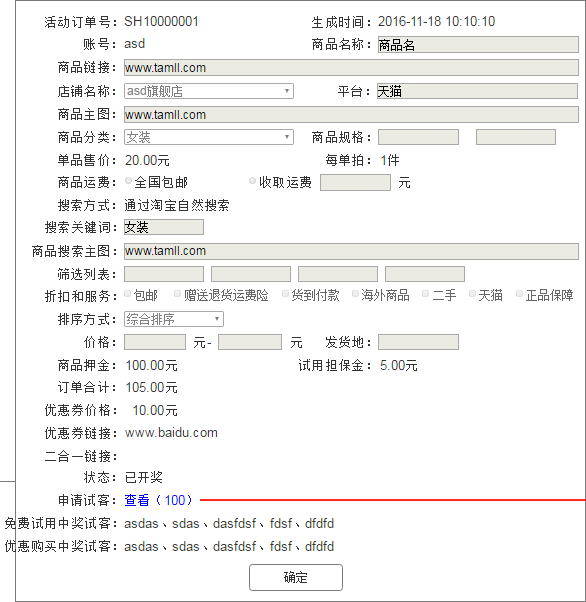 活动订单号：SH10000001 生成时间：2016-11-18 10:10:10
账号：asd 商品名称：商品名
商品链接：www.tamll.com
店铺名称：asd旗舰店 平台：天猫
商品主图：www.tamll.com
商品分类：女装 商品规格：
单品售价：20.00元 每单拍：1件
商品运费：全国包邮 收取运费 元
搜索方式：通过淘宝自然搜索
搜索关键词：女装
商品搜索主图：www.tamll.com
筛选列表：
折扣和服务：包邮 赠送退货运费险 货到付款 海外商品 二手 天猫 正品保障
排序方式：综合排序
价格： 元- 元 发货地：
商品押金：100.00元 试用担保金：5.00元
订单合计：105.00元
优惠券价格： 10.00元
优惠券链接：www.baidu.com
二合一链接：
状态：已开奖
申请试客：查看（100）
免费试用中奖试客：asdas、sdas、dasfdsf、fdsf、dfdfd
优惠购买中奖试客：asdas、sdas、dasfdsf、fdsf、dfdfd
确定